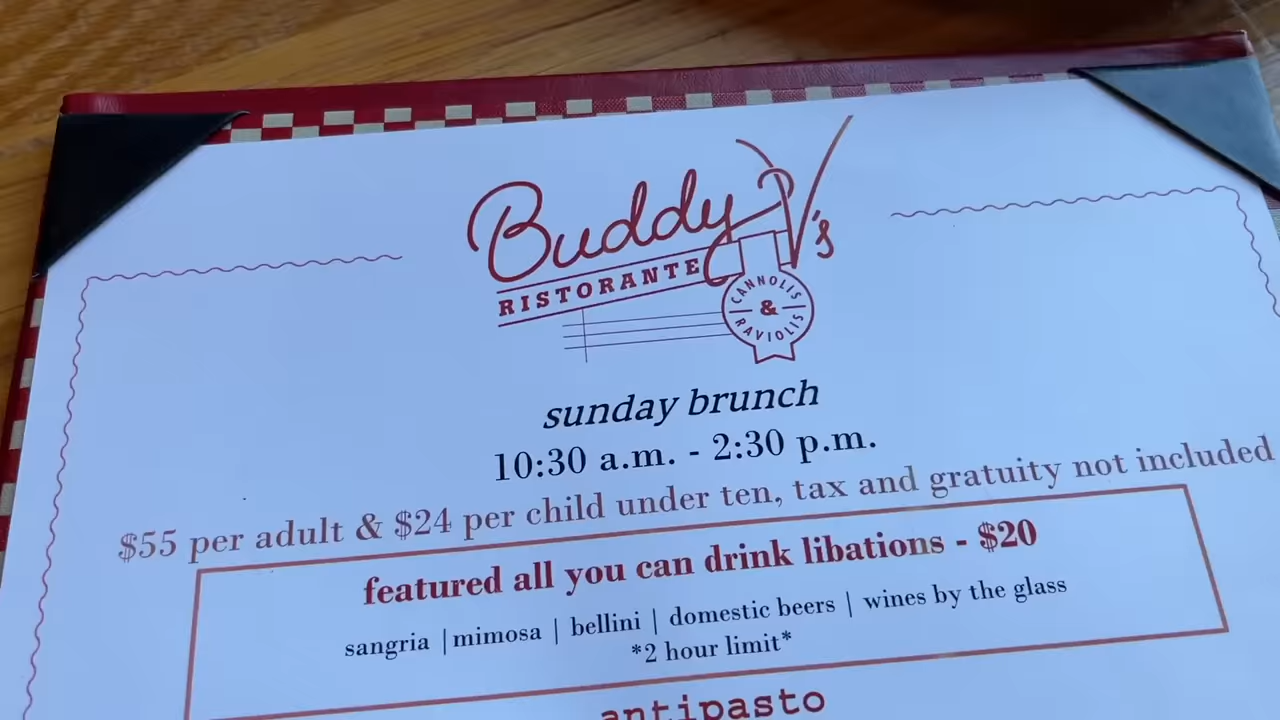 Buddy V's
RISTORANTE
CANNOLIS
&
RAVIOLIS
sunday brunch
10:30 a.m. - 2:30 p.m.
$55 per adult & $24 per child under ten, tax and gratuity not included
featured all you can drink libations - $20
sangria | mimosa | bellini | domestic beers | wines by the glass
*2 hour limit*
antipasto